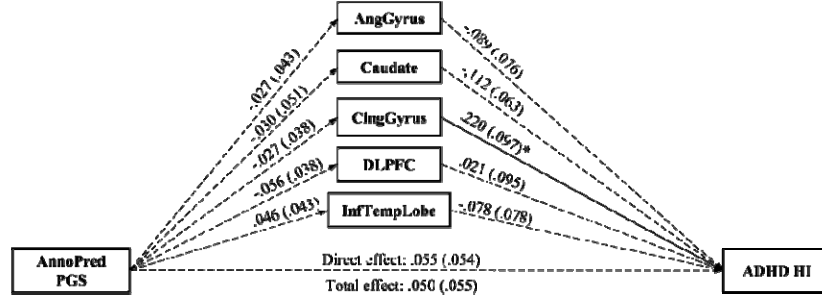 AngGyrus
-.027 (.043)
-.089 (.076)
Caudate
-.030 (.051)
-.112 (.063)
CingGyrus
-.027 (.038)
.220 (.097)*
DLPFC
-.056 (.038)
.021 (.095)
InfTempLobe
.046 (.043)
-.078 (.078)
AnnoPred
PGS
Direct effect: .055 (.054)
Total effect: .050 (.055)
ADHD HI